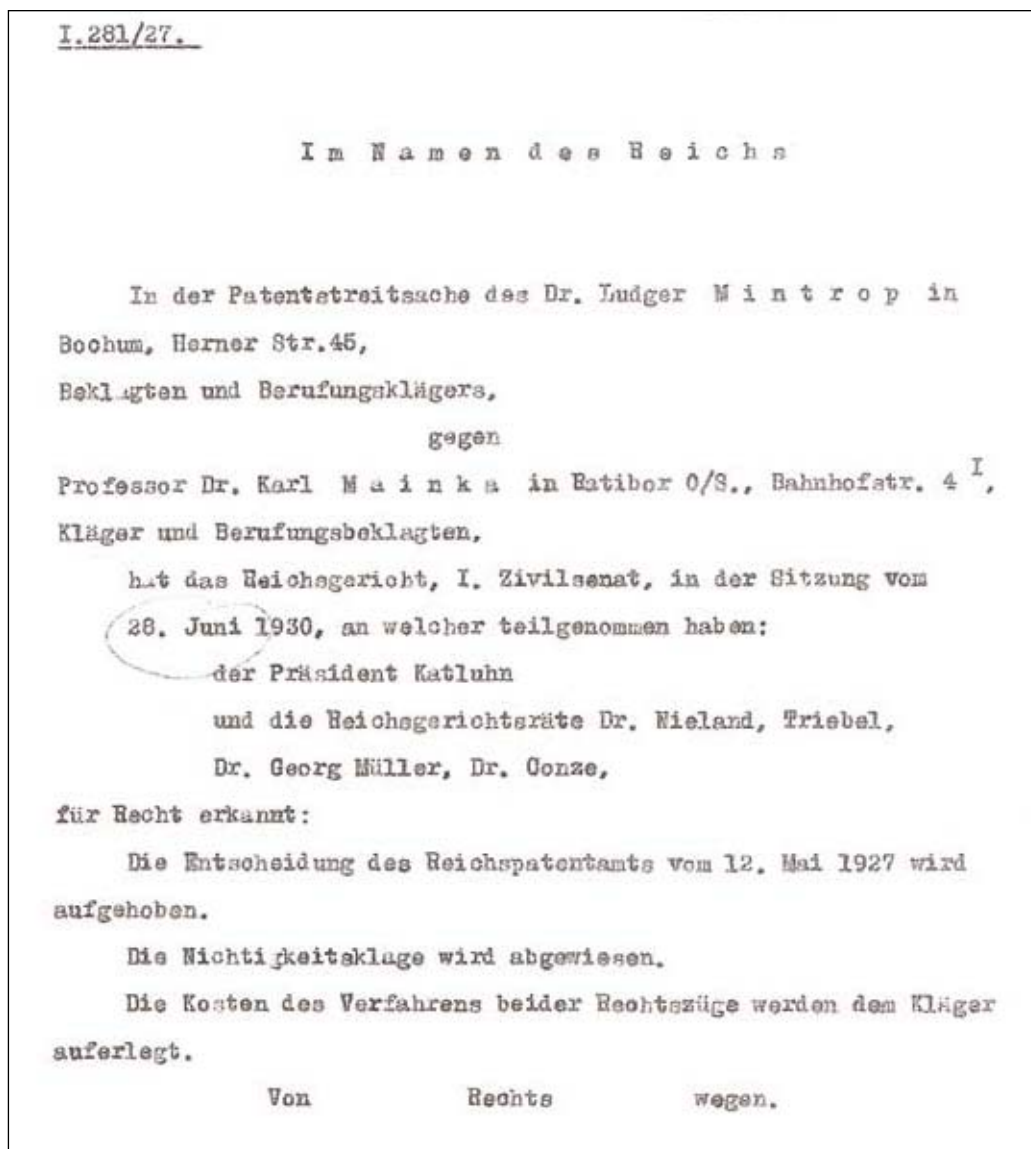 I.281/27.
Im Namen des Reichs
In der Patentstreitsache des Dr. Ludger Mintrop in
Bochum, Herner Str.45,
Beklagten und Berufungsklägers,
gegen
Professor Dr. Karl Mainka in Ratibor O/S., Bahnhofstr. 4 I,
Kläger und Berufungsbeklagten,
hat das Reichsgericht, I. Zivilsenat, in der Sitzung vom
28. Juni 1930, an welcher teilgenommen haben:
der Präsident Katluhn
und die Reichsgerichtsräte Dr. Nieland, Triebel,
Dr. Georg Müller, Dr. Conze,
für Recht erkannt:
Die Entscheidung des Reichspatentamts vom 12. Mai 1927 wird
aufgehoben.
Die Nichtigkeitsklage wird abgewiesen.
Die Kosten des Verfahrens beider Rechtszüge werden dem Kläger
auferlegt.
Von Rechts wegen.